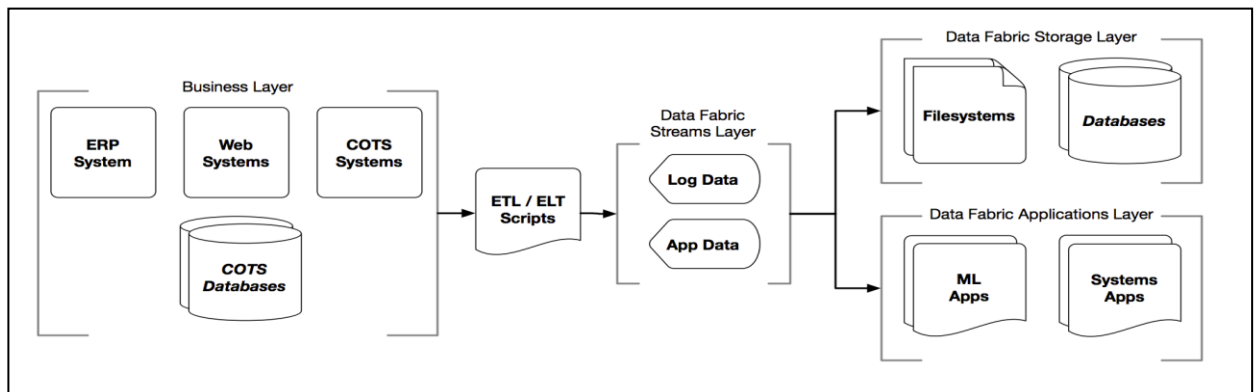 Business Layer
ERP
System
Web
Systems
COTS
Systems
COTS
Databases
ETL / ELT
Scripts
Data Fabric
Streams Layer
Log Data
App Data
Data Fabric Storage Layer
Filesystems
Databases
Data Fabric Applications Layer
ML
Apps
Systems
Apps